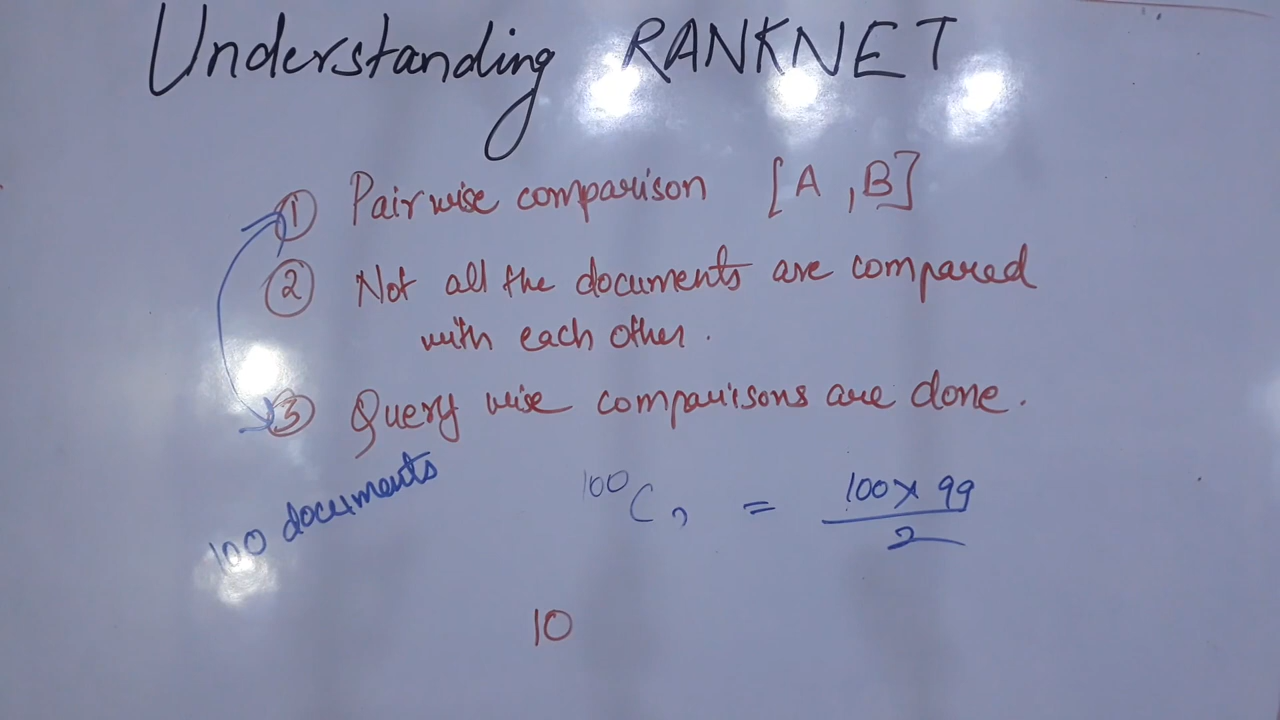 Understanding RANKNET
① Pairwise comparison [A, B]
② Not all the documents are compared
with each other.
③ Query wise comparisons are done.
100 documents
¹⁰⁰C₂ = 100 × 99 / 2
10